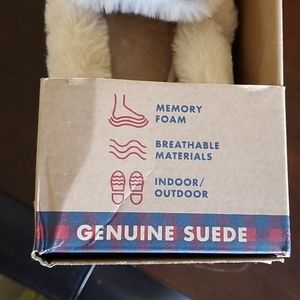 MEMORY
FOAM
BREATHABLE
MATERIALS
INDOOR/
OUTDOOR
GENUINE SUEDE